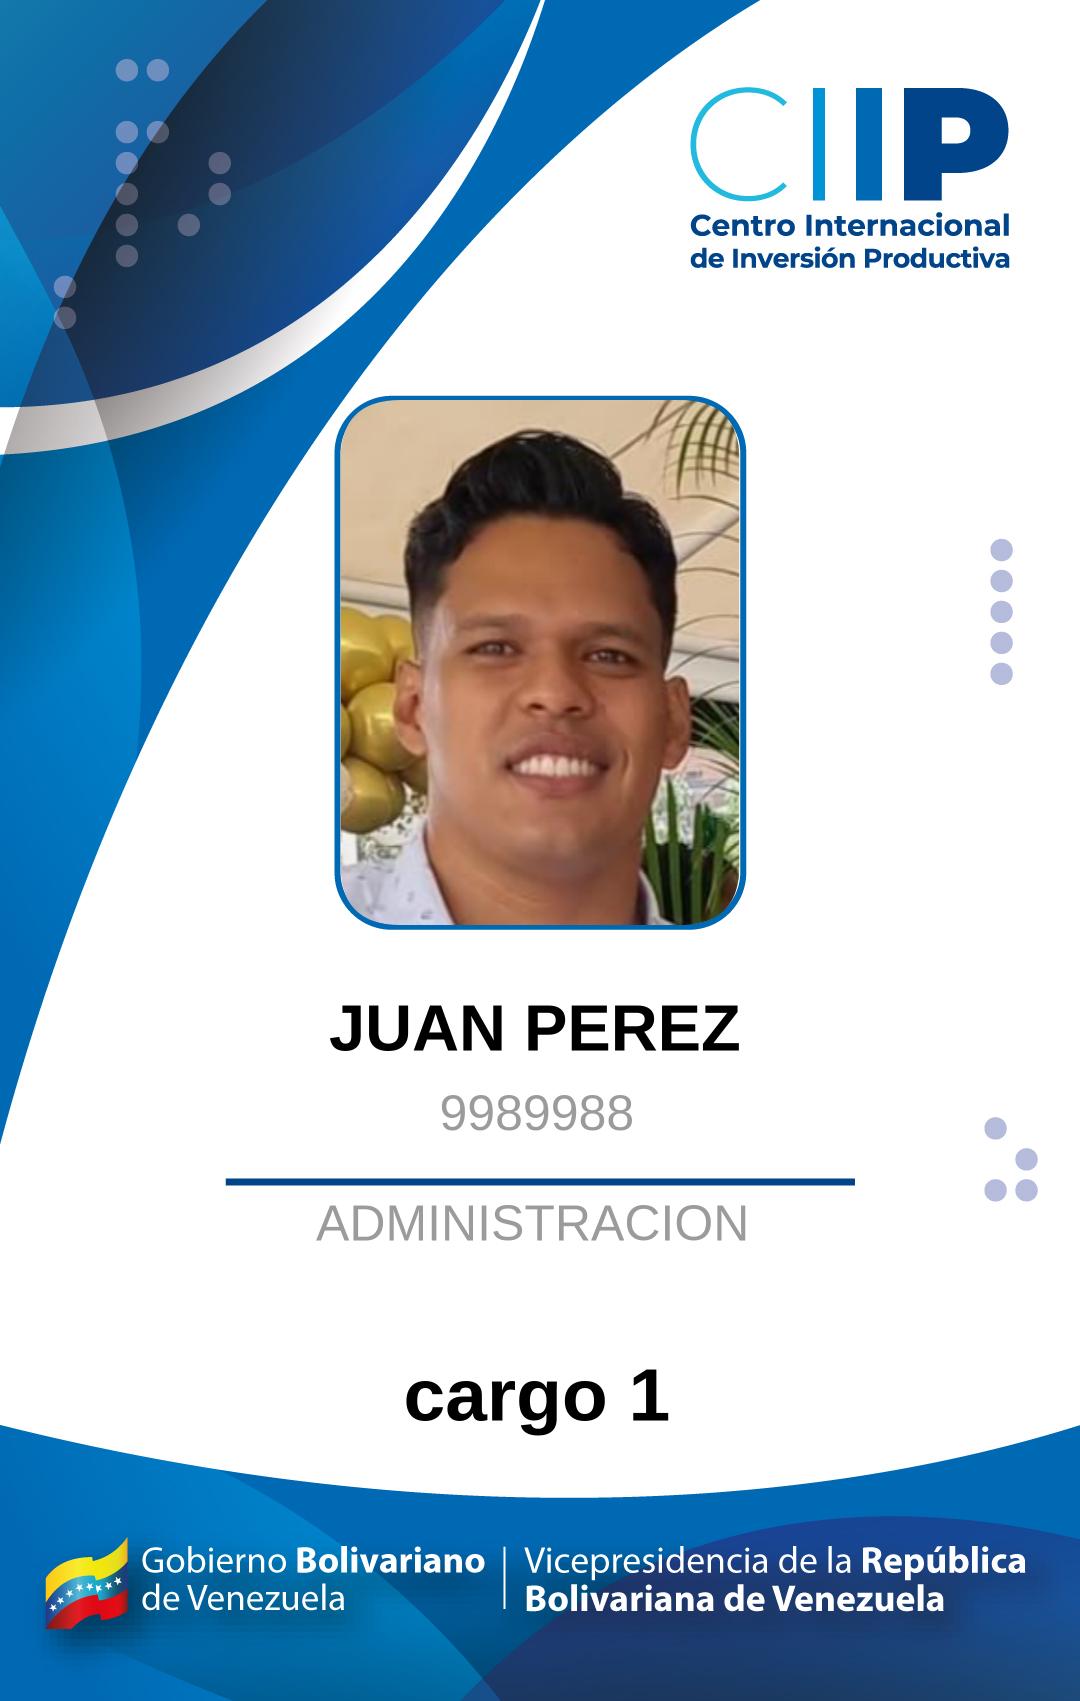 CIIP
Centro Internacional
de Inversión Productiva
JUAN PEREZ
9989988
ADMINISTRACION
cargo 1
Gobierno Bolivariano
de Venezuela
Vicepresidencia de la República
Bolivariana de Venezuela